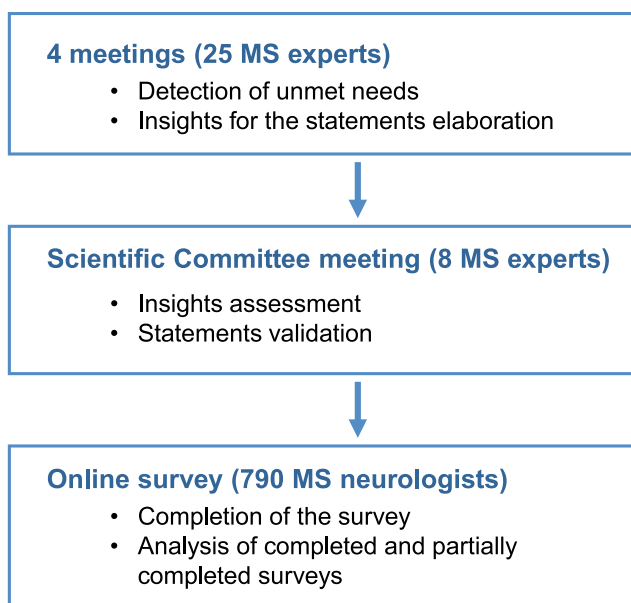 4 meetings (25 MS experts)
• Detection of unmet needs
• Insights for the statements elaboration
Scientific Committee meeting (8 MS experts)
• Insights assessment
• Statements validation
Online survey (790 MS neurologists)
• Completion of the survey
• Analysis of completed and partially
completed surveys